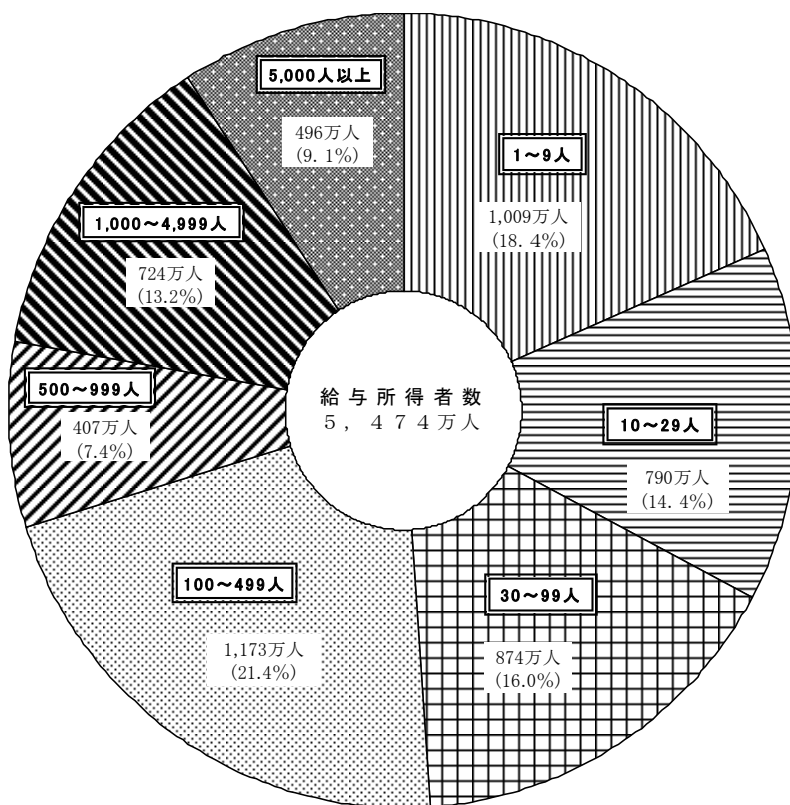 5,000人以上
496万人
(9.1%)
1～9人
1,009万人
(18.4%)
10～29人
790万人
(14.4%)
30～99人
874万人
(16.0%)
100～499人
1,173万人
(21.4%)
500～999人
407万人
(7.4%)
1,000～4,999人
724万人
(13.2%)
給与所得者数
５，４７４万人